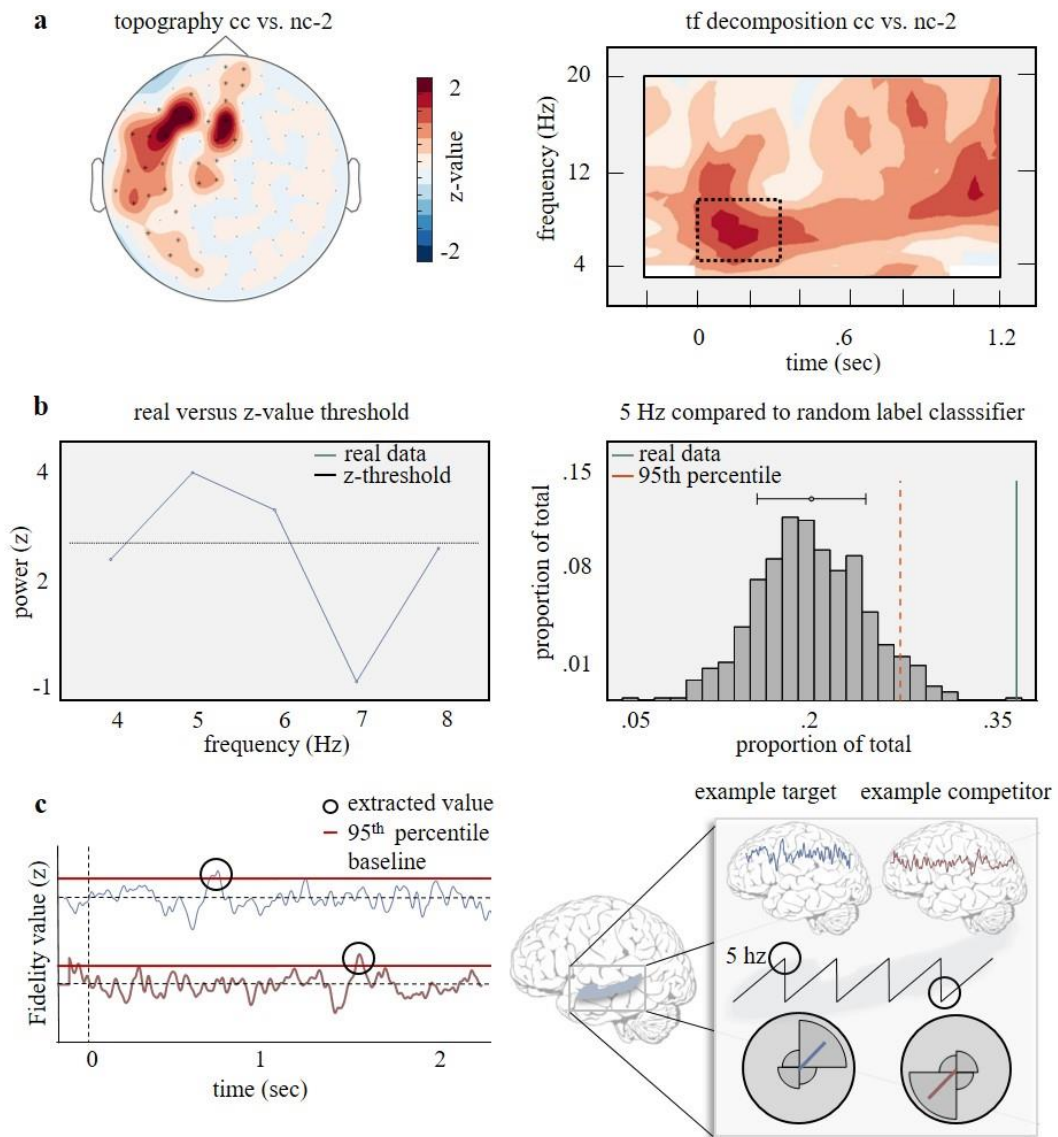 a
topography cc vs. nc-2
2
z-value
-2
tf decomposition cc vs. nc-2
20
12
4
frequency (Hz)
0 .6 1.2
time (sec)
b
real versus z-value threshold
real data
z-threshold
4
2
-1
power (z)
4 5 6 7 8
frequency (Hz)
5 Hz compared to random label classsifier
real data
95th percentile
.15
.08
.01
proportion of total
.05 .2 .35
proportion of total
c
extracted value
95th percentile
baseline
Fidelity value (z)
0 1 2
time (sec)
example target example competitor
5 hz